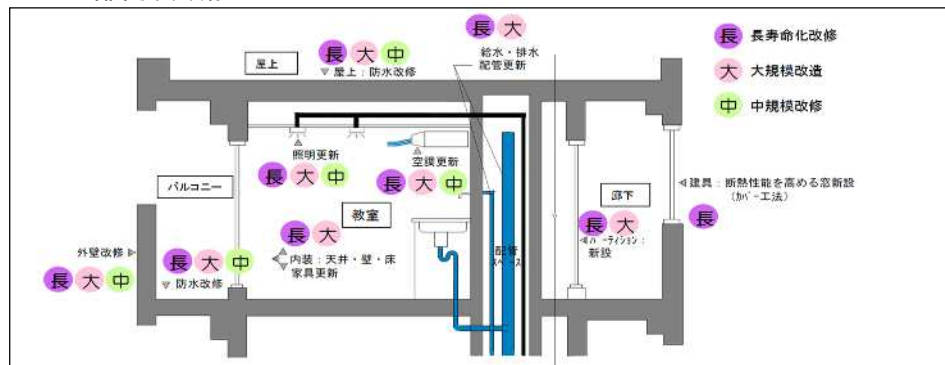 長 大
給水・排水
配管更新
長 長寿命化改修
大 大規模改造
中 中規模改修
屋上
長 大 中
▽ 屋上：防水改修
照明更新
長 大 中
空調更新
長 大 中
バルコニー
教室
廊下
◁ 建具：断熱性能を高める窓新設
（カバー工法）
長
長 大
パーティション：
新設
長 大
内装：天井・壁・床
家具更新
配管
スペース
外壁改修 ▷
長 大 中
長 大 中
▽ 防水改修